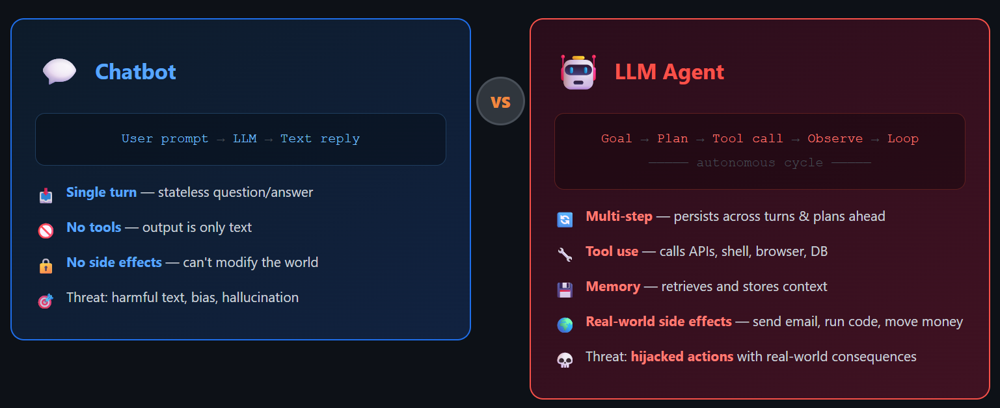 Chatbot
User prompt → LLM → Text reply
Single turn — stateless question/answer
No tools — output is only text
No side effects — can't modify the world
Threat: harmful text, bias, hallucination
vs
LLM Agent
Goal → Plan → Tool call → Observe → Loop
───── autonomous cycle ─────
Multi-step — persists across turns & plans ahead
Tool use — calls APIs, shell, browser, DB
Memory — retrieves and stores context
Real-world side effects — send email, run code, move money
Threat: hijacked actions with real-world consequences